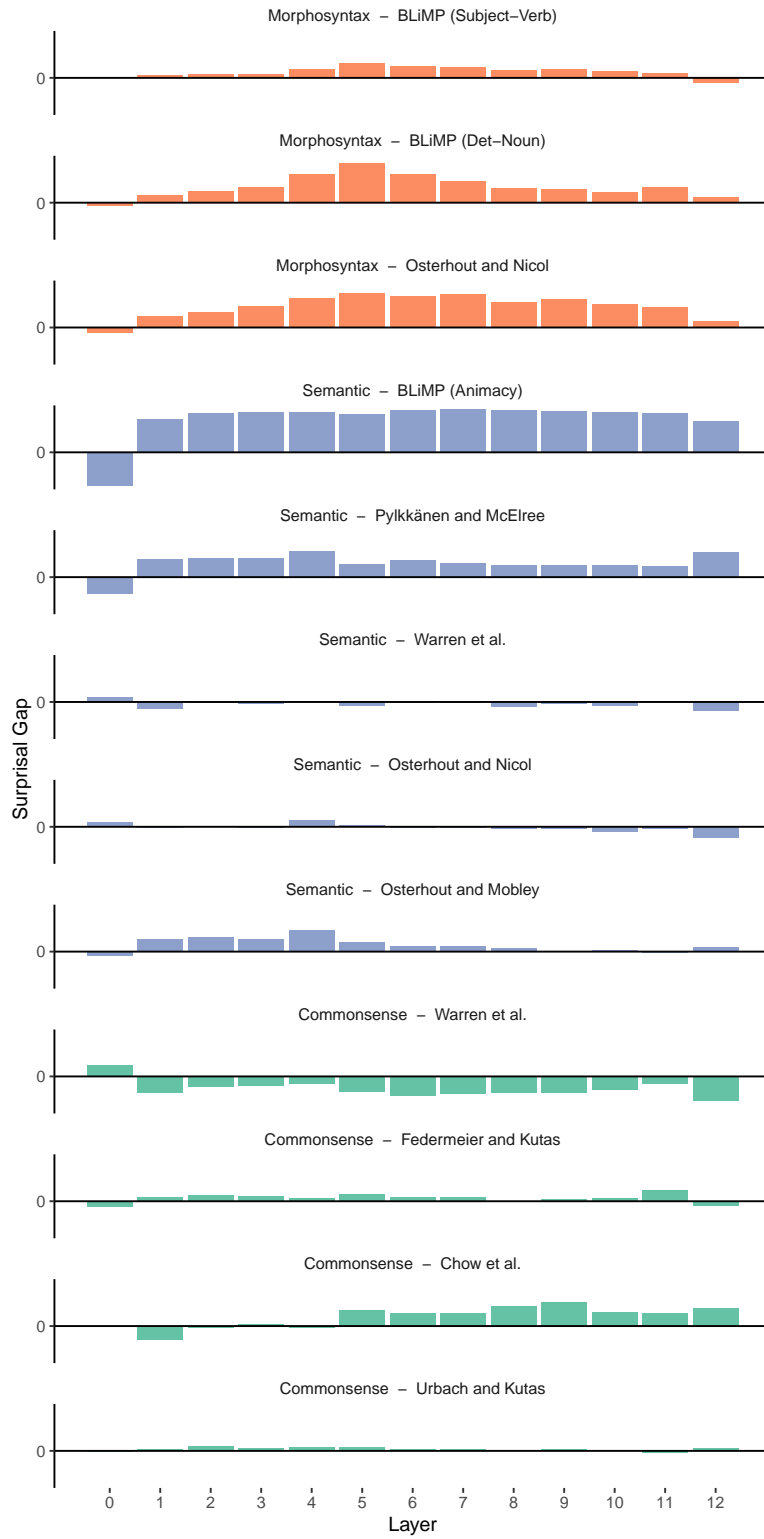 Morphosyntax − BLiMP (Subject−Verb)
0
Morphosyntax − BLiMP (Det−Noun)
0
Morphosyntax − Osterhout and Nicol
0
Semantic − BLiMP (Animacy)
0
Semantic − Pylkkänen and McElree
0
Semantic − Warren et al.
0
Surprisal Gap
Semantic − Osterhout and Nicol
0
Semantic − Osterhout and Mobley
0
Commonsense − Warren et al.
0
Commonsense − Federmeier and Kutas
0
Commonsense − Chow et al.
0
Commonsense − Urbach and Kutas
0
0 1 2 3 4 5 6 7 8 9 10 11 12
Layer